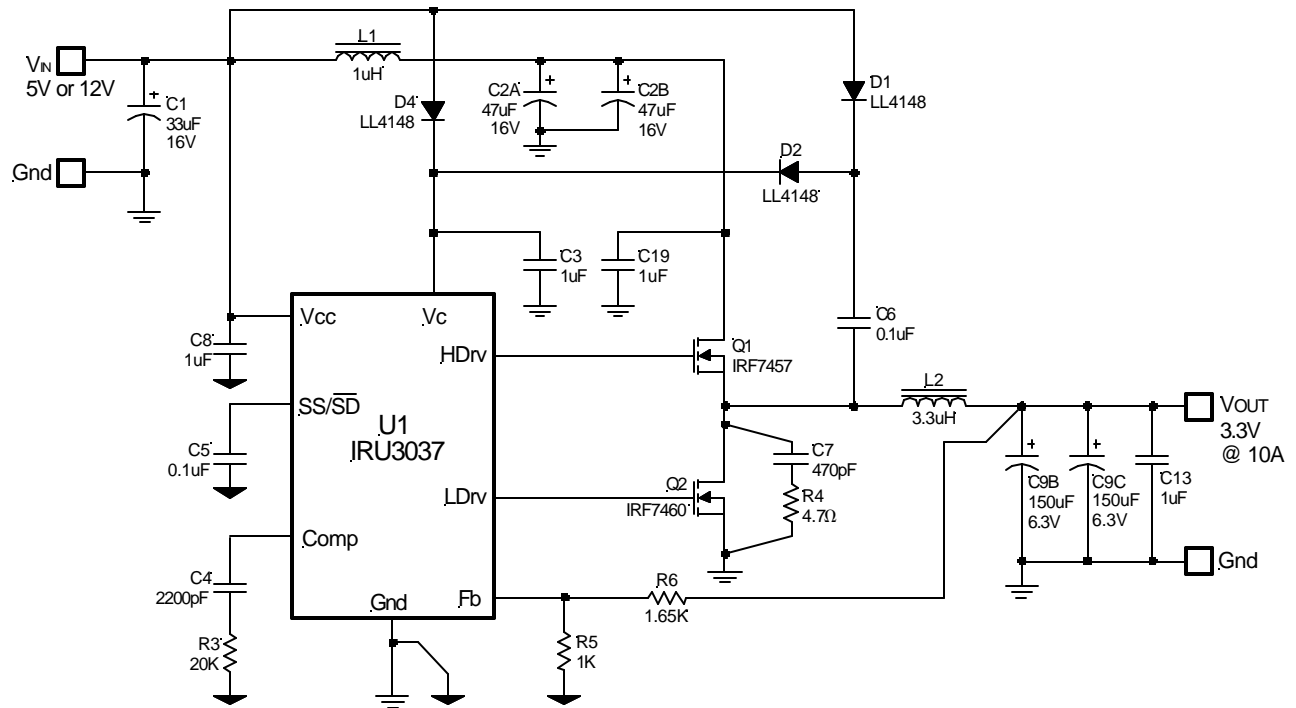 VIN
5V or 12V
Gnd
C1
33uF
16V
L1
1uH
D4
LL4148
C2A
47uF
16V
C2B
47uF
16V
D1
LL4148
D2
LL4148
C3
1uF
C19
1uF
C6
0.1uF
C8
1uF
C5
0.1uF
C4
2200pF
R3
20K
Vcc
Vc
HDrv
SS/SD
U1
IRU3037
LDrv
Comp
Gnd
Fb
Q1
IRF7457
Q2
IRF7460
C7
470pF
R4
4.7Ω
L2
3.3uH
R6
1.65K
R5
1K
C9B
150uF
6.3V
C9C
150uF
6.3V
C13
1uF
VOUT
3.3V
@ 10A
Gnd
+
+
+
+
+